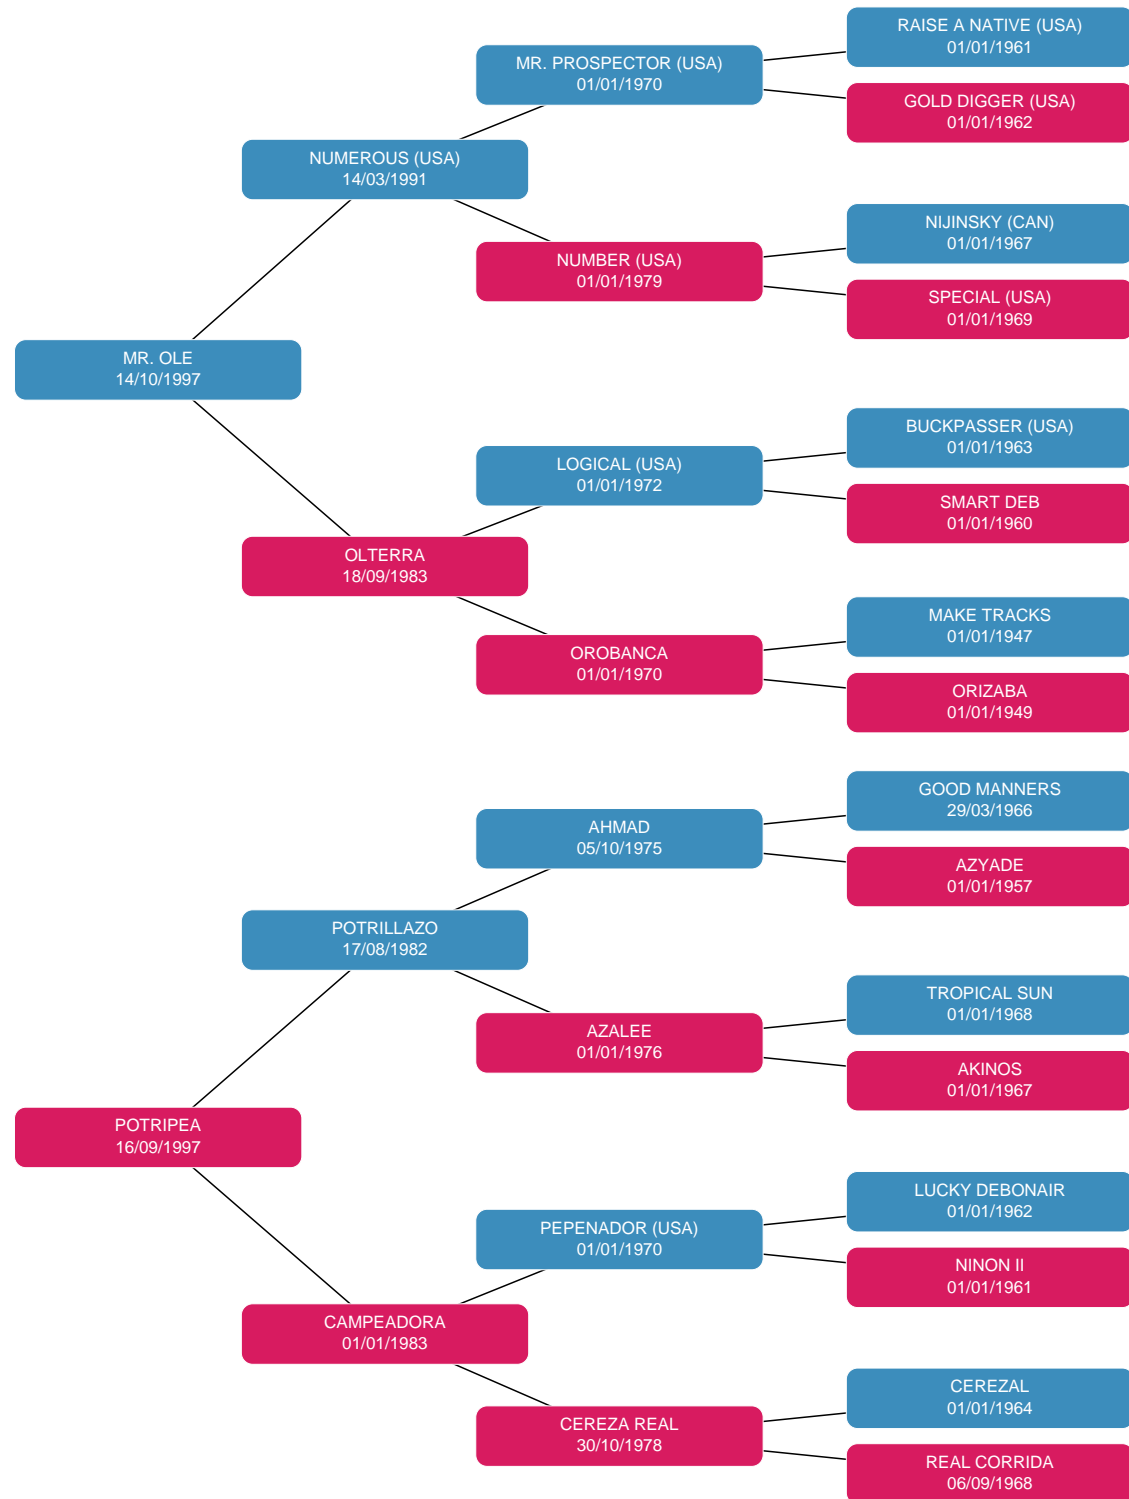 RAISE A NATIVE (USA)
01/01/1961
MR. PROSPECTOR (USA)
01/01/1970
GOLD DIGGER (USA)
01/01/1962
NUMEROUS (USA)
14/03/1991
NIJINSKY (CAN)
01/01/1967
NUMBER (USA)
01/01/1979
SPECIAL (USA)
01/01/1969
MR. OLE
14/10/1997
BUCKPASSER (USA)
01/01/1963
LOGICAL (USA)
01/01/1972
SMART DEB
01/01/1960
OLTERRA
18/09/1983
MAKE TRACKS
01/01/1947
OROBANCA
01/01/1970
ORIZABA
01/01/1949
GOOD MANNERS
29/03/1966
AHMAD
05/10/1975
AZYADE
01/01/1957
POTRILLAZO
17/08/1982
TROPICAL SUN
01/01/1968
AZALEE
01/01/1976
AKINOS
01/01/1967
POTRIPEA
16/09/1997
LUCKY DEBONAIR
01/01/1962
PEPENADOR (USA)
01/01/1970
NINON II
01/01/1961
CAMPEADORA
01/01/1983
CEREZAL
01/01/1964
CEREZA REAL
30/10/1978
REAL CORRIDA
06/09/1968